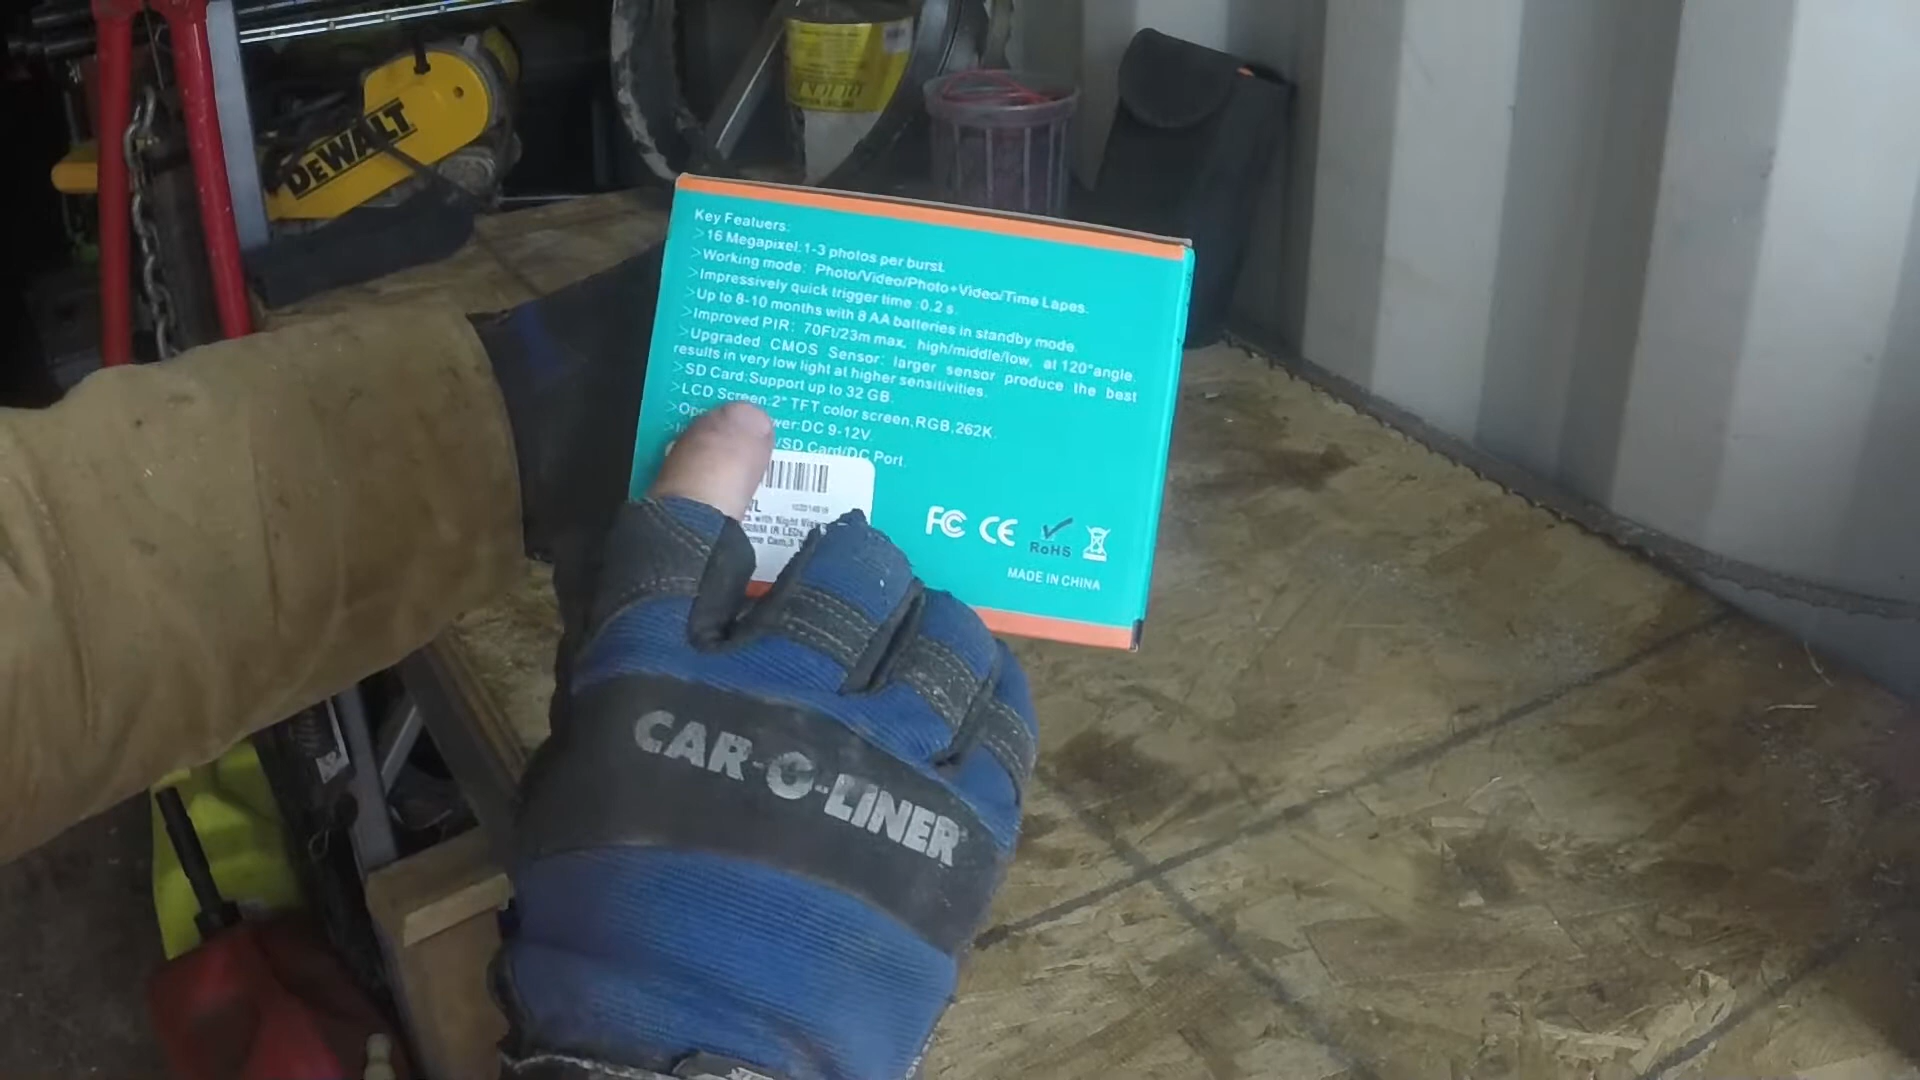 DEWALT
Key Featuers:
>16 Megapixel:1-3 photos per burst.
>Working mode: Photo/Video/Photo+Video/Time Lapes.
>Impressively quick trigger time :0.2 s.
>Up to 8-10 months with 8 AA batteries in standby mode.
>Improved PIR: 70Ft/23m max. high/middle/low, at 120°angle.
>Upgraded CMOS Sensor: larger sensor produce the best
results in very low light at higher sensitivities.
>SD Card:Support up to 32 GB.
>LCD Screen:2" TFT color screen,RGB,262K.
DC 9-12V.
/SD Card/DC Port.
with Night
IR LEDs,
FC CE RoHS
MADE IN CHINA
CAR-O-LINER